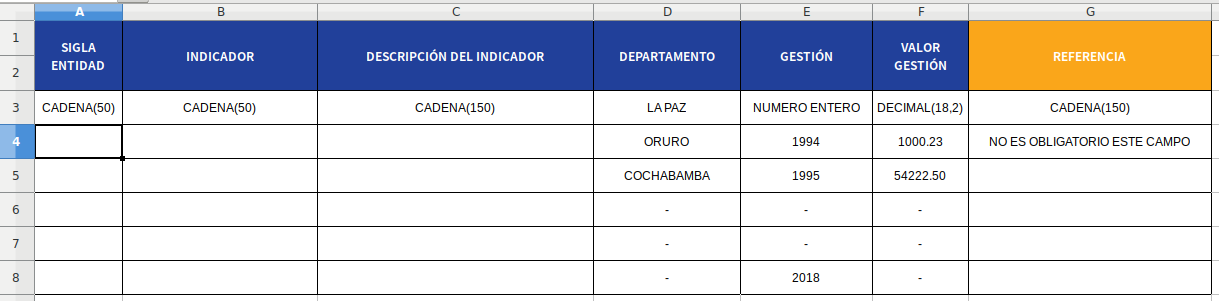 A B C D E F G
1 SIGLA ENTIDAD INDICADOR DESCRIPCIÓN DEL INDICADOR DEPARTAMENTO GESTIÓN VALOR GESTIÓN REFERENCIA
2
3 CADENA(50) CADENA(50) CADENA(150) LA PAZ NUMERO ENTERO DECIMAL(18,2) CADENA(150)
4 ORURO 1994 1000.23 NO ES OBLIGATORIO ESTE CAMPO
5 COCHABAMBA 1995 54222.50
6 - - -
7 - - -
8 - 2018 -